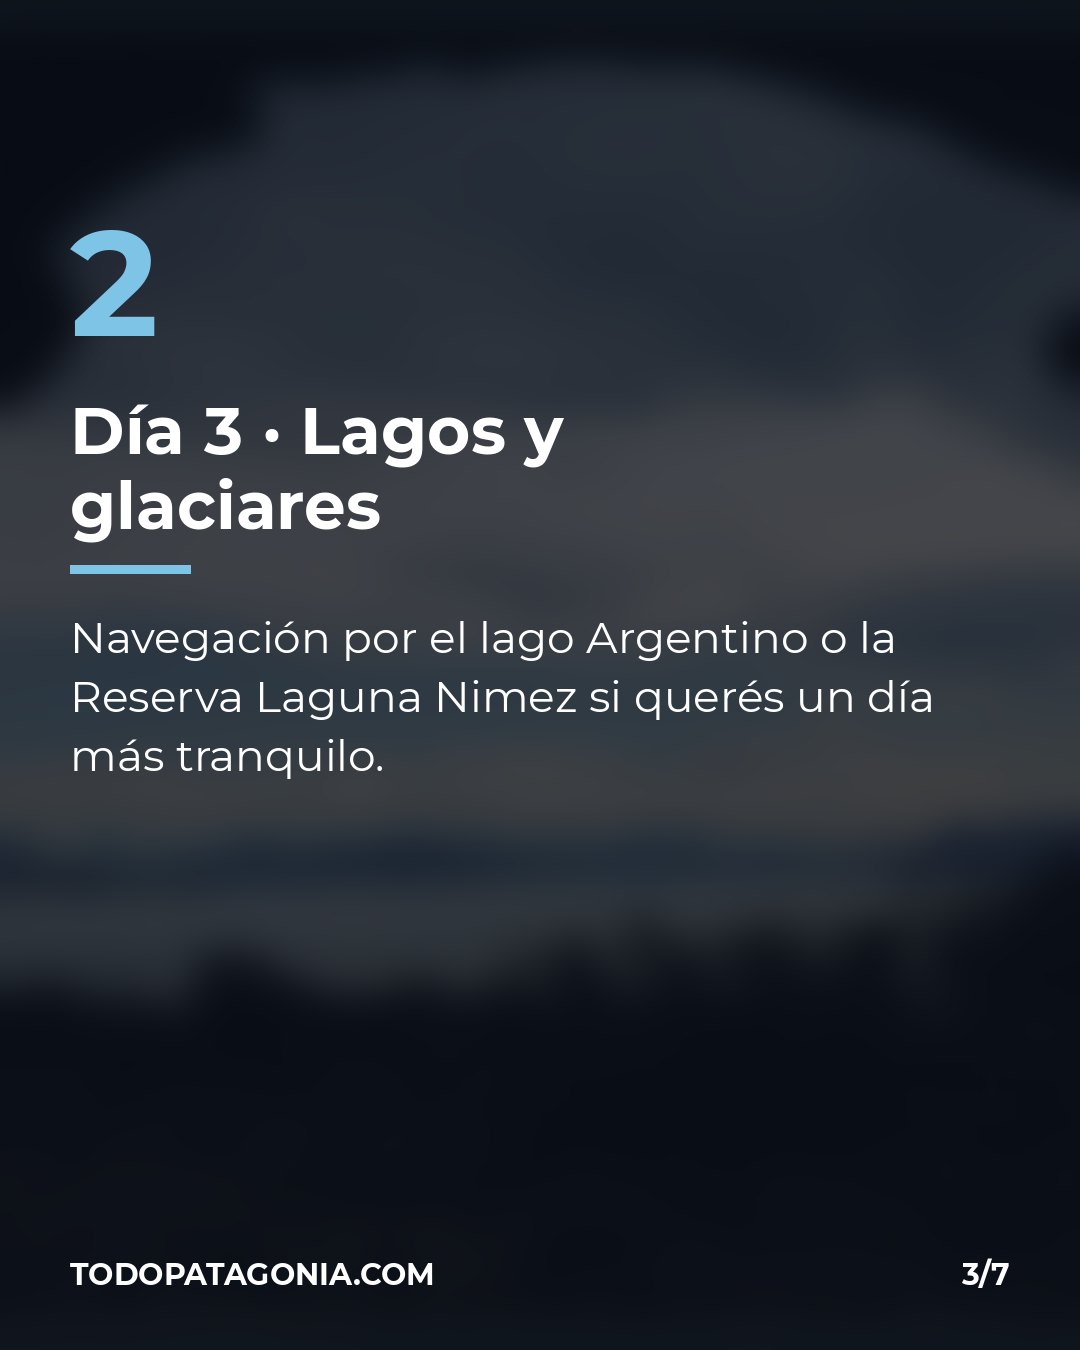 2
Día 3 · Lagos y
glaciares
Navegación por el lago Argentino o la
Reserva Laguna Nimez si querés un día
más tranquilo.
TODOPATAGONIA.COM
3/7